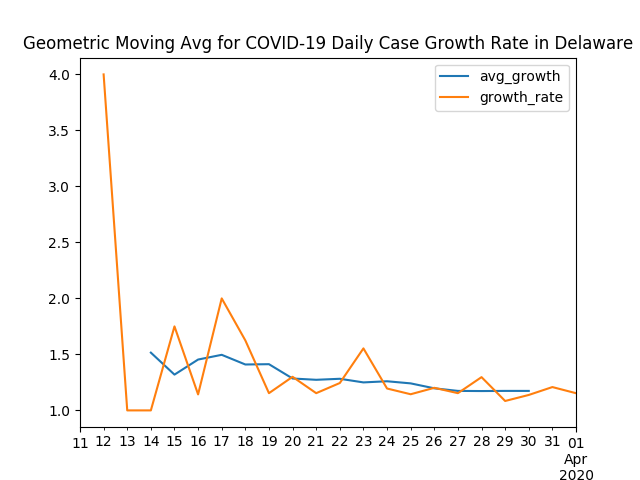 Geometric Moving Avg for COVID-19 Daily Case Growth Rate in Delaware
avg_growth
growth_rate
4.0
3.5
3.0
2.5
2.0
1.5
1.0
11 12 13 14 15 16 17 18 19 20 21 22 23 24 25 26 27 28 29 30 31 01
Apr
2020